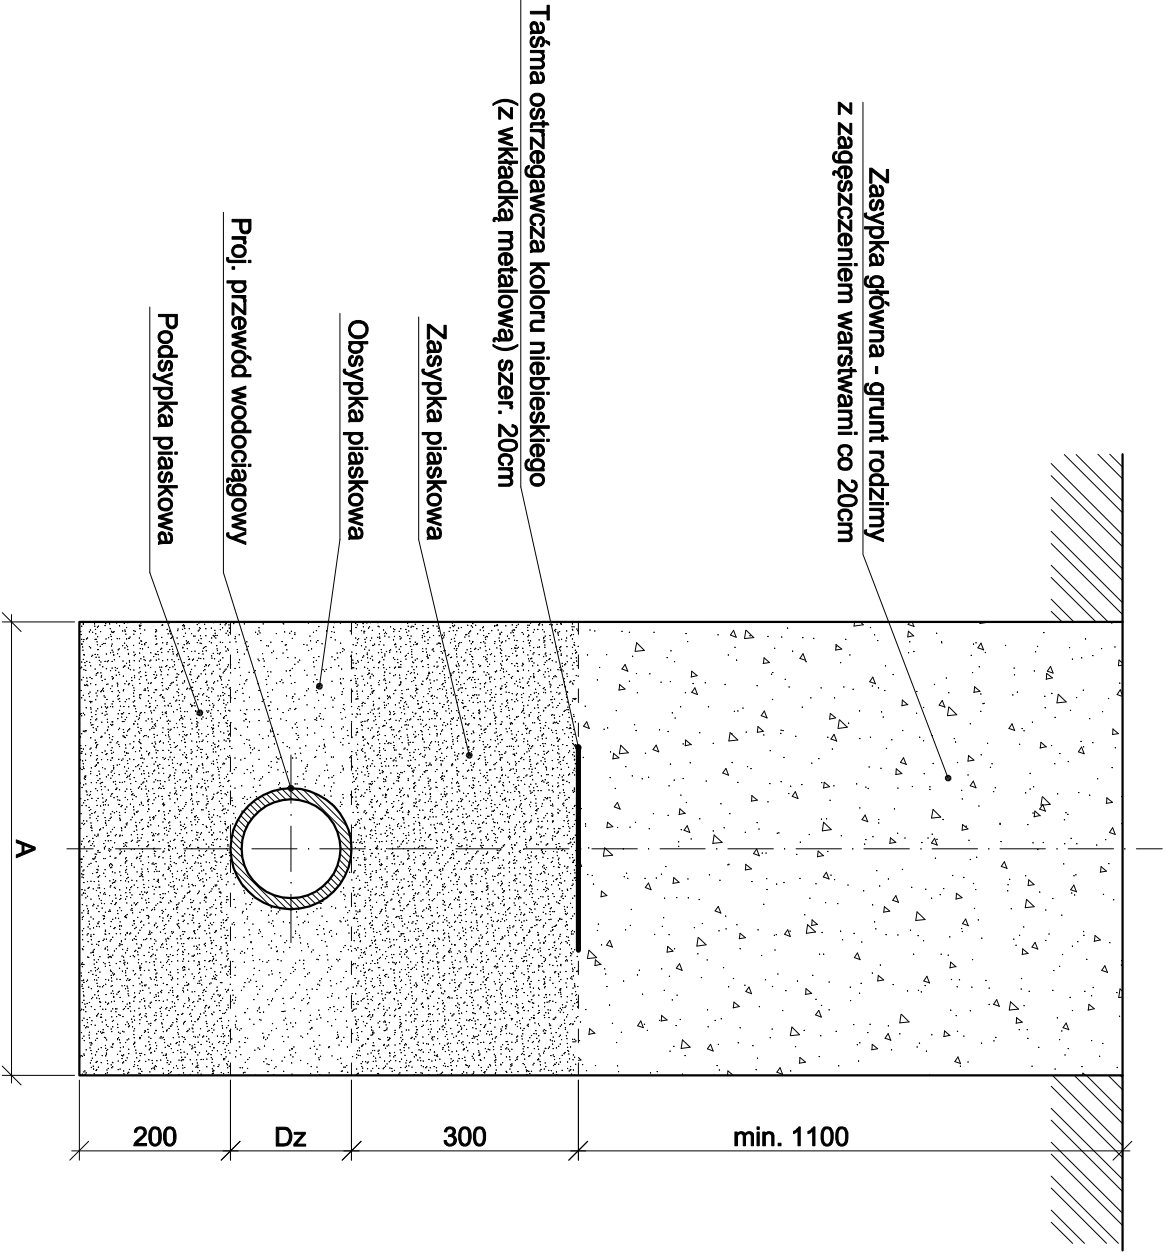 Zasypka główna - grunt rodzimy
z zagęszczeniem warstwami co 20cm
Taśma ostrzegawcza koloru niebieskiego
(z wkładką metalową) szer. 20cm
Zasypka piaskowa
Obsypka piaskowa
Proj. przewód wodociągowy
Podsypka piaskowa
min. 1100
300
Dz
200
A